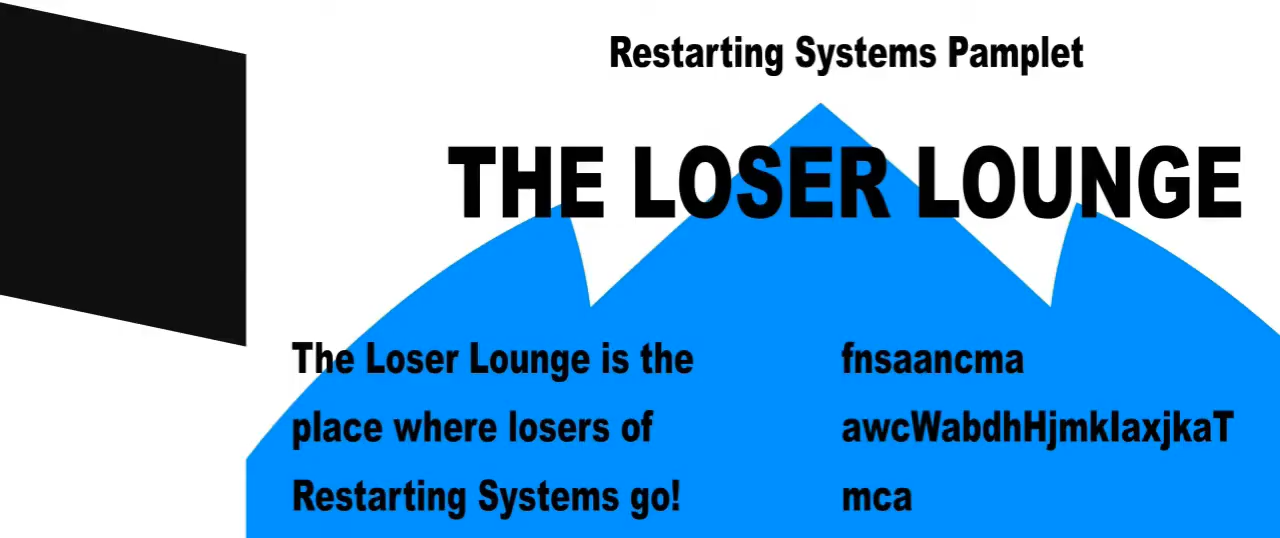 Restarting Systems Pamplet
THE LOSER LOUNGE
The Loser Lounge is the
place where losers of
Restarting Systems go!
fnsaancma
awcWabdhHjmklaxjkaT
mca